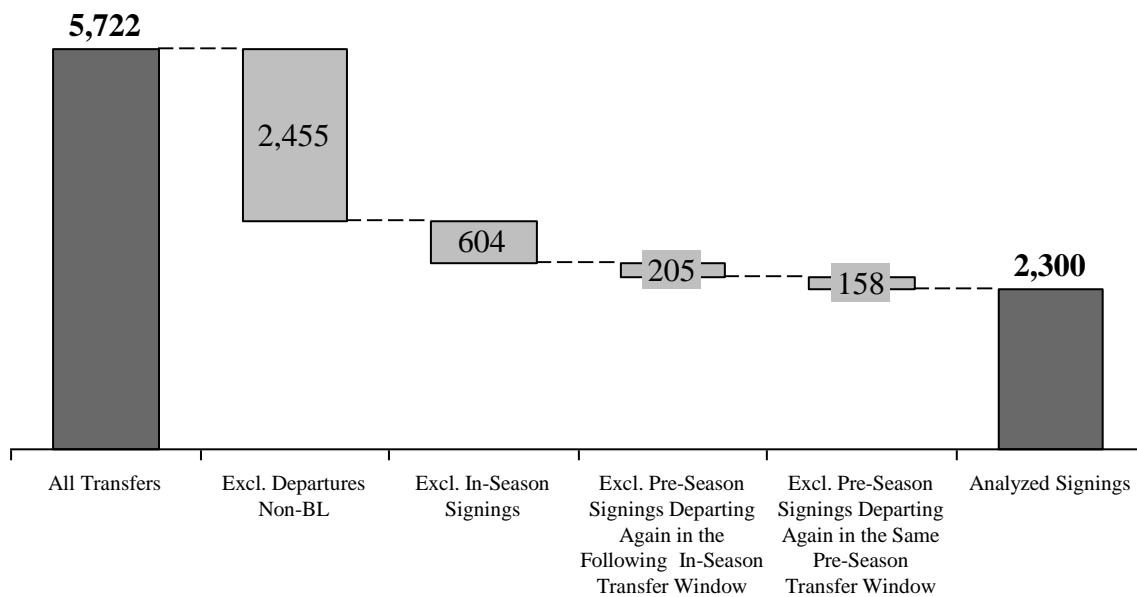 5,722
2,455
604
205
158
2,300
All Transfers
Excl. Departures
Non-BL
Excl. In-Season
Signings
Excl. Pre-Season
Signings Departing
Again in the
Following In-Season
Transfer Window
Excl. Pre-Season
Signings Departing
Again in the Same
Pre-Season
Transfer Window
Analyzed Signings